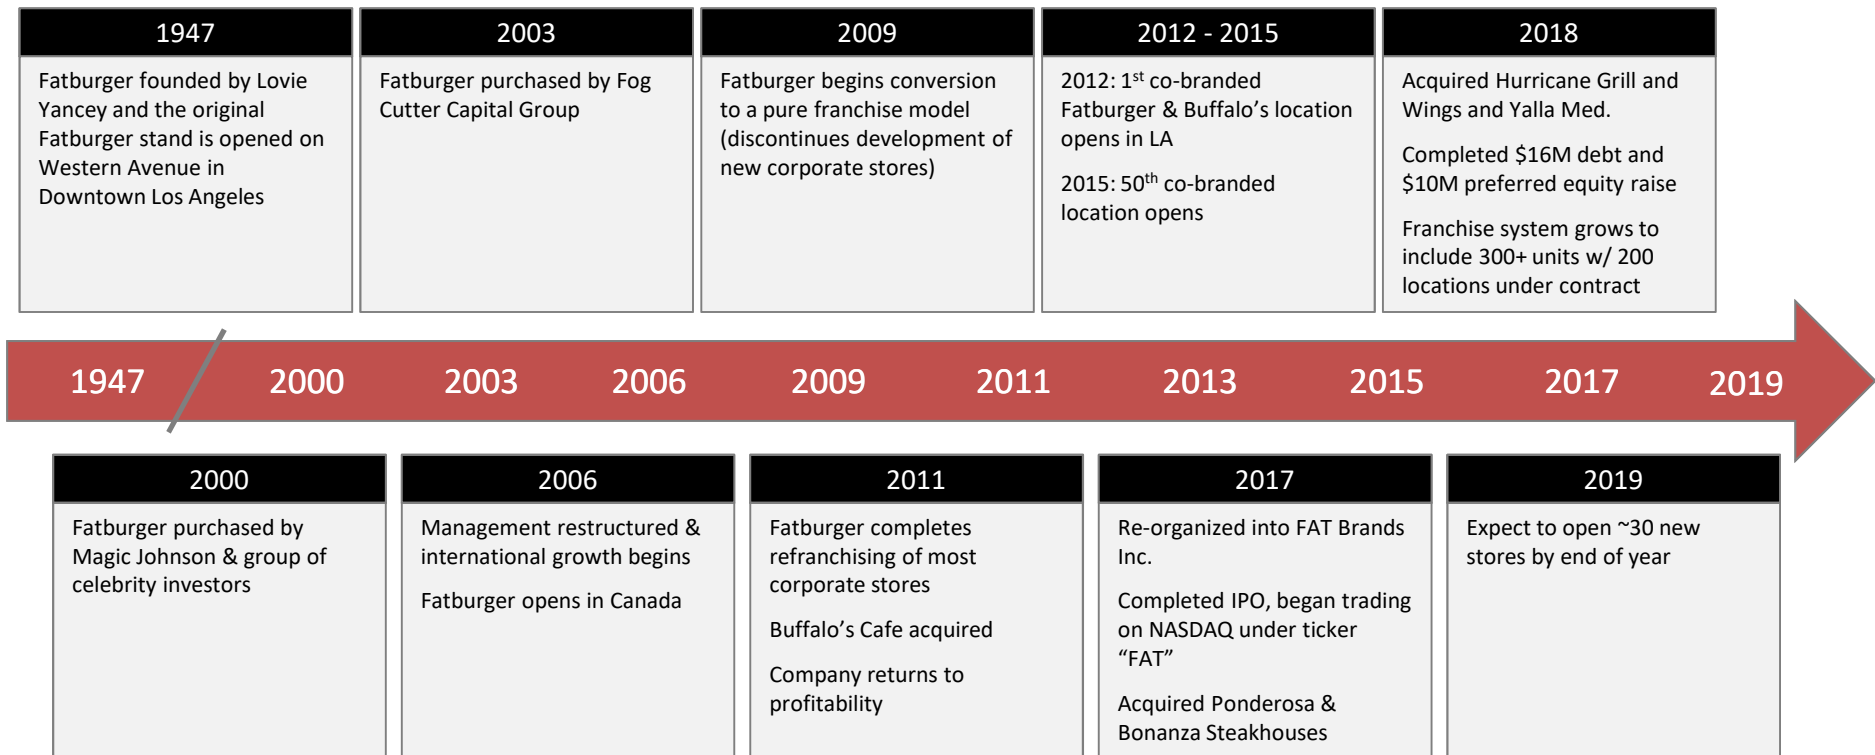 1947
Fatburger founded by Lovie
Yancey and the original
Fatburger stand is opened on
Western Avenue in
Downtown Los Angeles
2003
Fatburger purchased by Fog
Cutter Capital Group
2009
Fatburger begins conversion
to a pure franchise model
(discontinues development of
new corporate stores)
2012 - 2015
2012: 1st co-branded
Fatburger & Buffalo’s location
opens in LA
2015: 50th co-branded
location opens
2018
Acquired Hurricane Grill and
Wings and Yalla Med.
Completed $16M debt and
$10M preferred equity raise
Franchise system grows to
include 300+ units w/ 200
locations under contract
1947 2000 2003 2006 2009 2011 2013 2015 2017 2019
2000
Fatburger purchased by
Magic Johnson & group of
celebrity investors
2006
Management restructured &
international growth begins
Fatburger opens in Canada
2011
Fatburger completes
refranchising of most
corporate stores
Buffalo’s Cafe acquired
Company returns to
profitability
2017
Re-organized into FAT Brands
Inc.
Completed IPO, began trading
on NASDAQ under ticker
“FAT”
Acquired Ponderosa &
Bonanza Steakhouses
2019
Expect to open ~30 new
stores by end of year